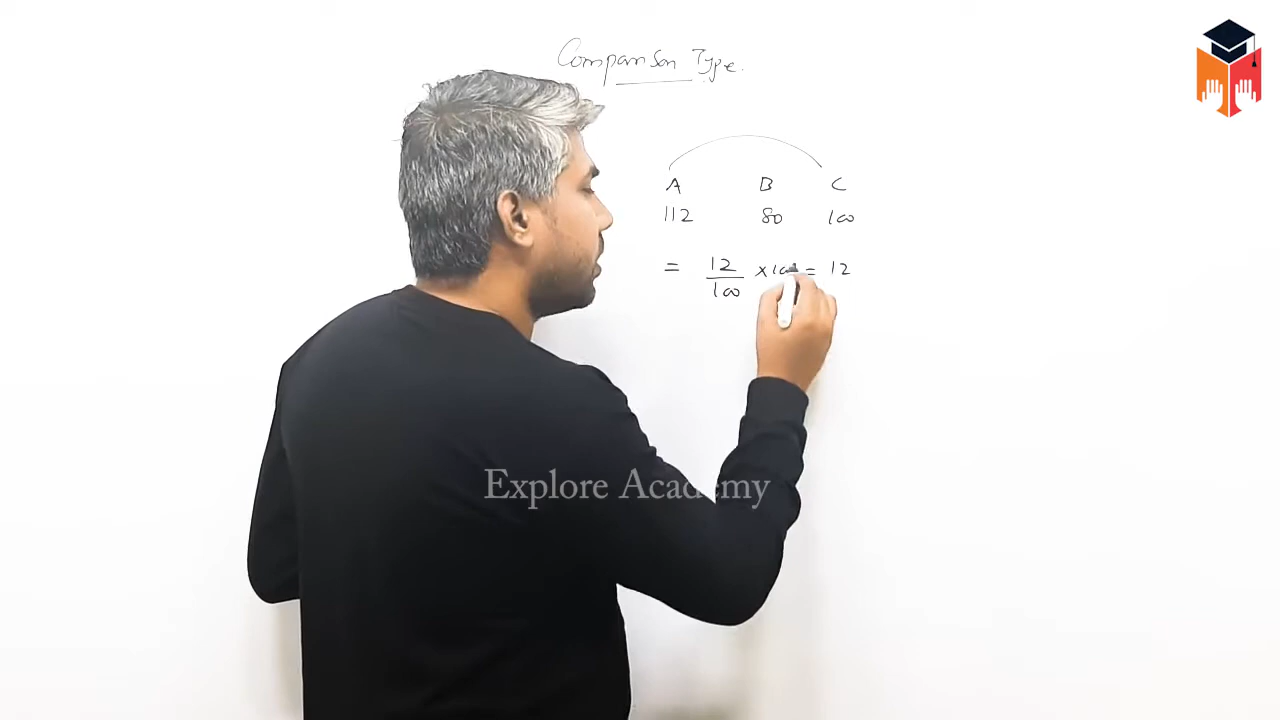 Comparison Type.
A B C
112 80 100
= 12/100 × 100 = 12
Explore Academy